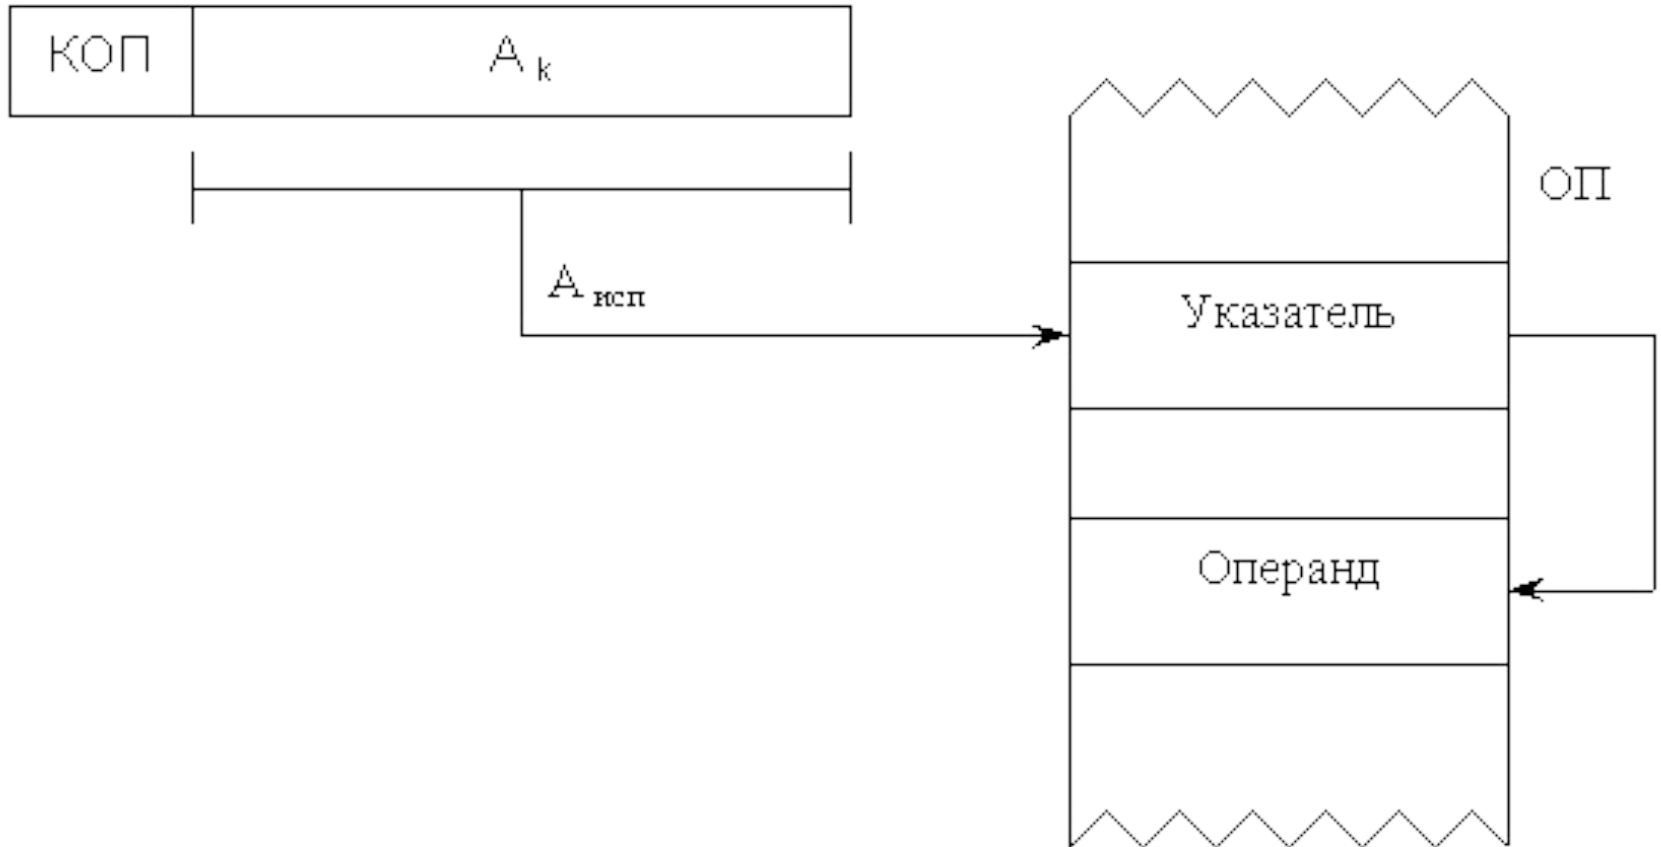 КОП
A k
ОП
А исп
Указатель
Операнд